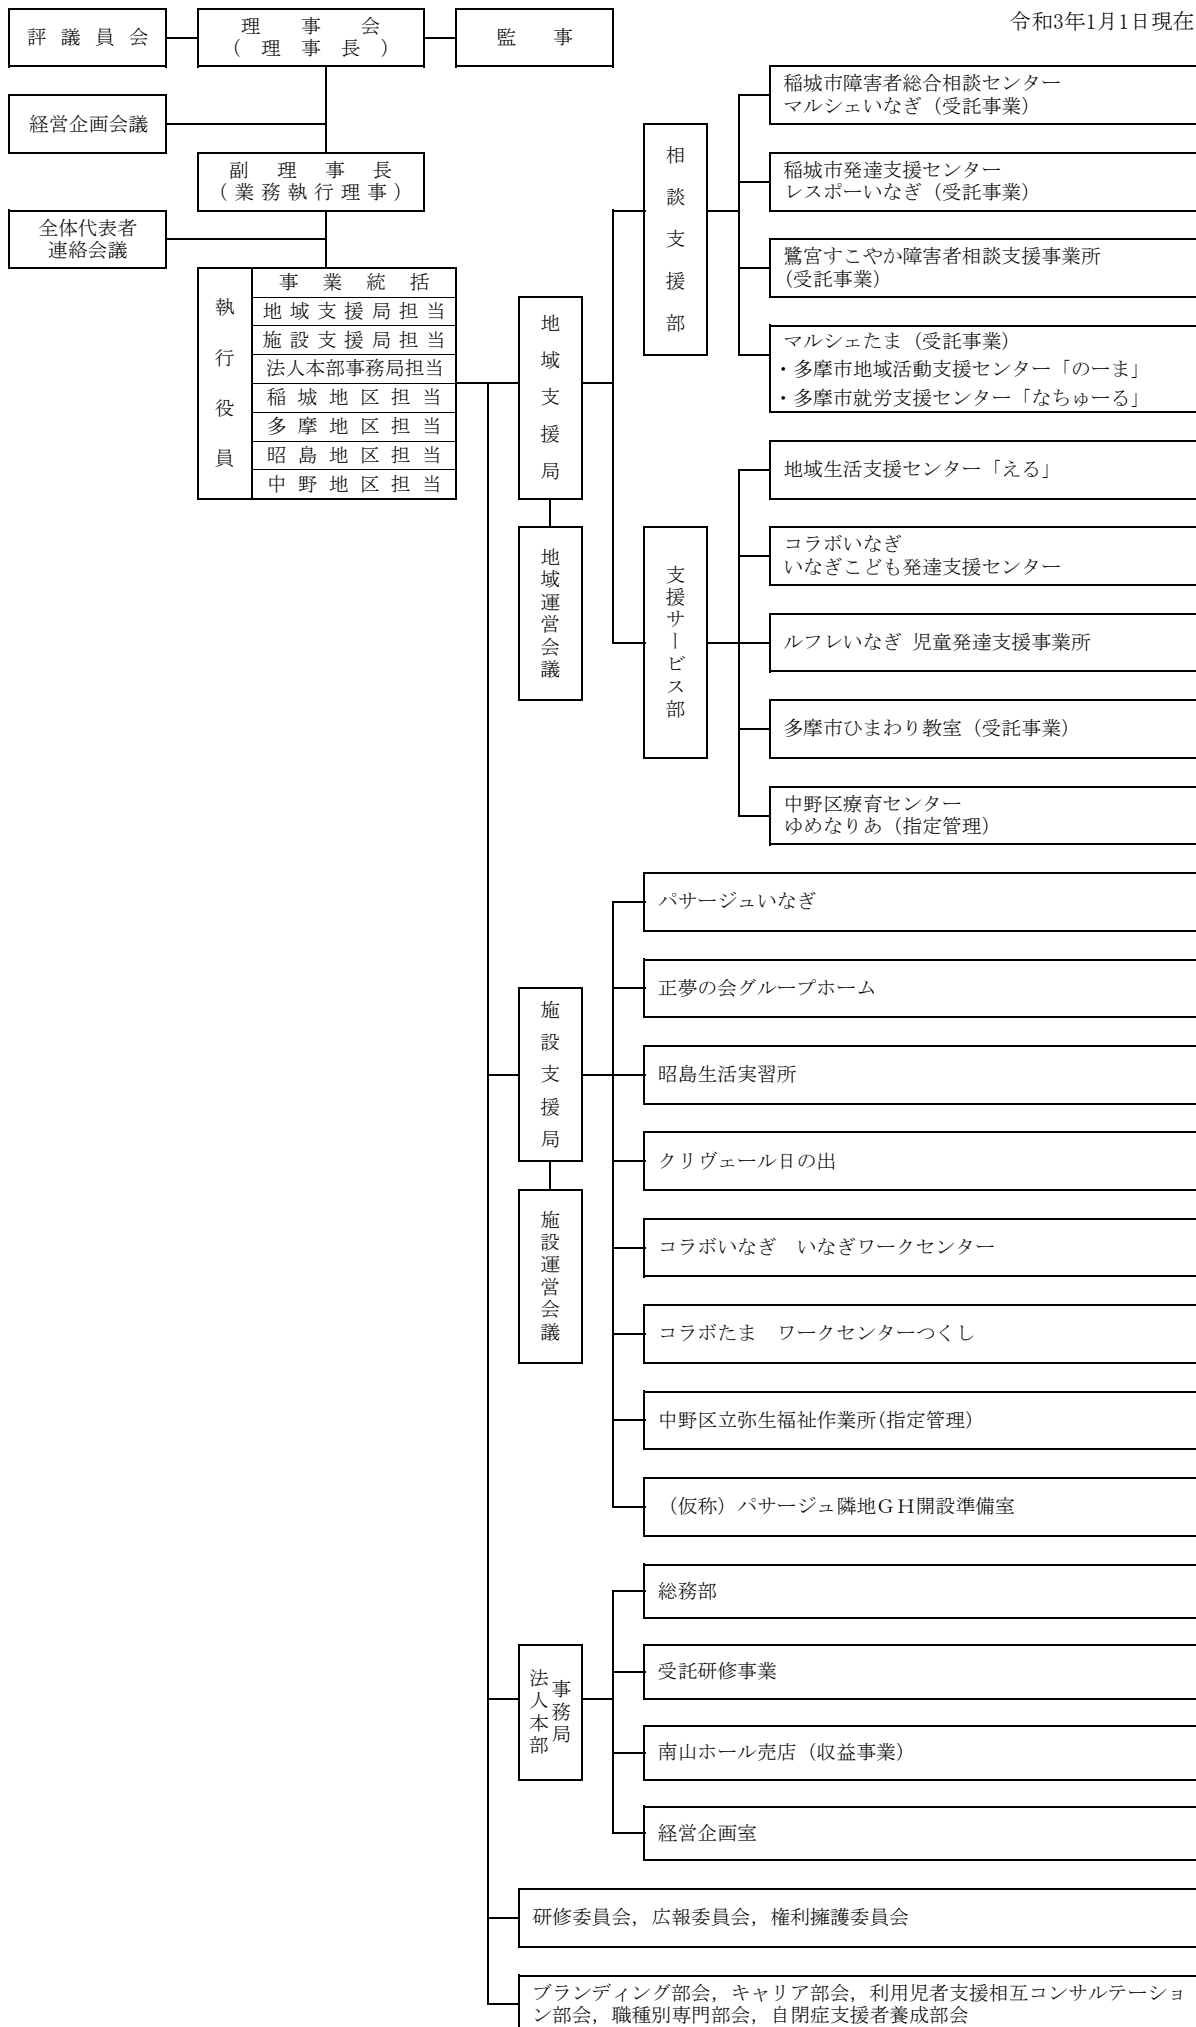 令和3年1月1日現在
評議員会
理事会
(理事長)
監事
経営企画会議
副理事長
(業務執行理事)
全体代表者
連絡会議
執行役員
事業統括
地域支援局担当
施設支援局担当
法人本部事務局担当
稲城地区担当
多摩地区担当
昭島地区担当
中野地区担当
地域支援局
地域運営会議
相談支援部
稲城市障害者総合相談センター
マルシェいなぎ（受託事業）
稲城市発達支援センター
レスポーいなぎ（受託事業）
鷺宮すこやか障害者相談支援事業所
(受託事業)
マルシェたま（受託事業）
・多摩市地域活動支援センター「のーま」
・多摩市就労支援センター「なちゅーる」
支援サービス部
地域生活支援センター「える」
コラボいなぎ
いなぎこども発達支援センター
ルフレいなぎ 児童発達支援事業所
多摩市ひまわり教室（受託事業）
中野区療育センター
ゆめなりあ（指定管理）
施設支援局
施設運営会議
パサージュいなぎ
正夢の会グループホーム
昭島生活実習所
クリヴェール日の出
コラボいなぎ　いなぎワークセンター
コラボたま　ワークセンターつくし
中野区立弥生福祉作業所(指定管理)
（仮称）パサージュ隣地ＧＨ開設準備室
法人本部
事務局
総務部
受託研修事業
南山ホール売店（収益事業）
経営企画室
研修委員会，広報委員会，権利擁護委員会
ブランディング部会，キャリア部会，利用児者支援相互コンサルテーショ
ン部会，職種別専門部会，自閉症支援者養成部会